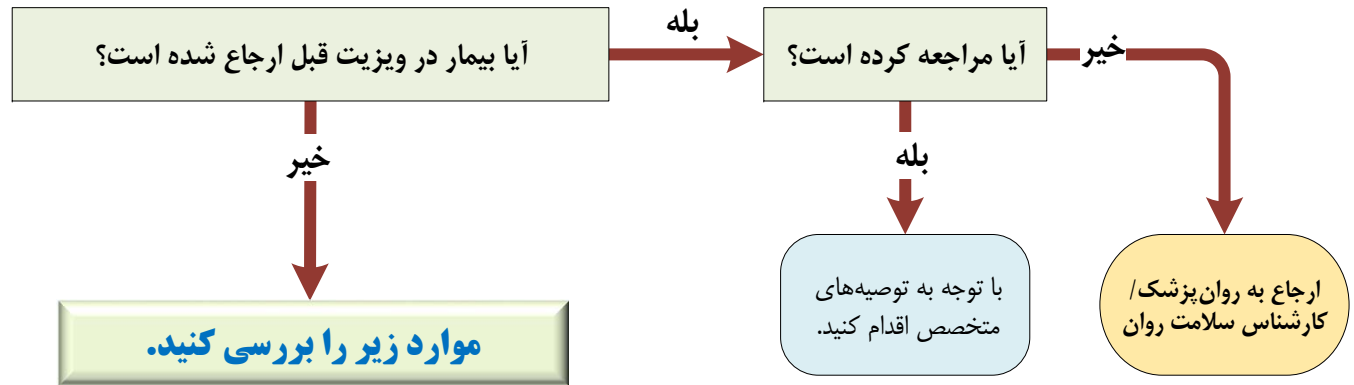 آیا بیمار در ویزیت قبل ارجاع شده است؟
بله
آیا مراجعه کرده است؟
خیر
خیر
بله
موارد زیر را بررسی کنید.
با توجه به توصیه‌های
متخصص اقدام کنید.
ارجاع به روان‌پزشک/
کارشناس سلامت روان